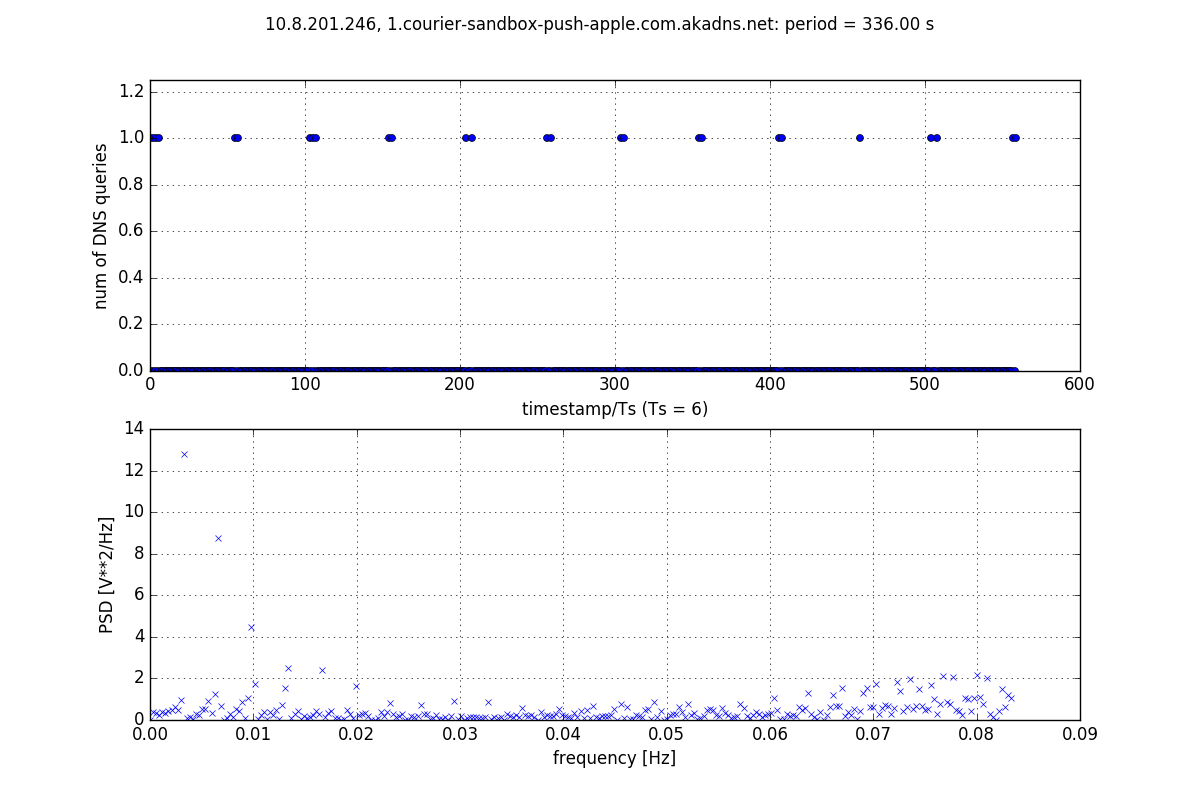 10.8.201.246, 1.courier-sandbox-push-apple.com.akadns.net: period = 336.00 s
1.2
1.0
0.8
0.6
0.4
0.2
0.0
num of DNS queries
0 100 200 300 400 500 600
timestamp/Ts (Ts = 6)
14
12
10
8
6
4
2
0
PSD [V**2/Hz]
0.00 0.01 0.02 0.03 0.04 0.05 0.06 0.07 0.08 0.09
frequency [Hz]